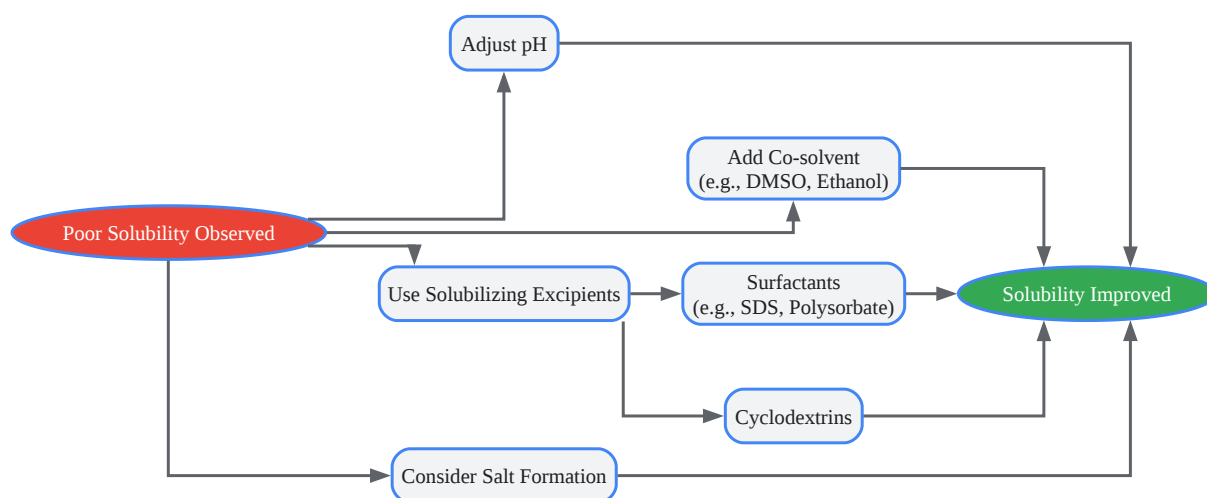 Adjust pH
Add Co-solvent
(e.g., DMSO, Ethanol)
Poor Solubility Observed
Use Solubilizing Excipients
Surfactants
(e.g., SDS, Polysorbate)
Solubility Improved
Cyclodextrins
Consider Salt Formation